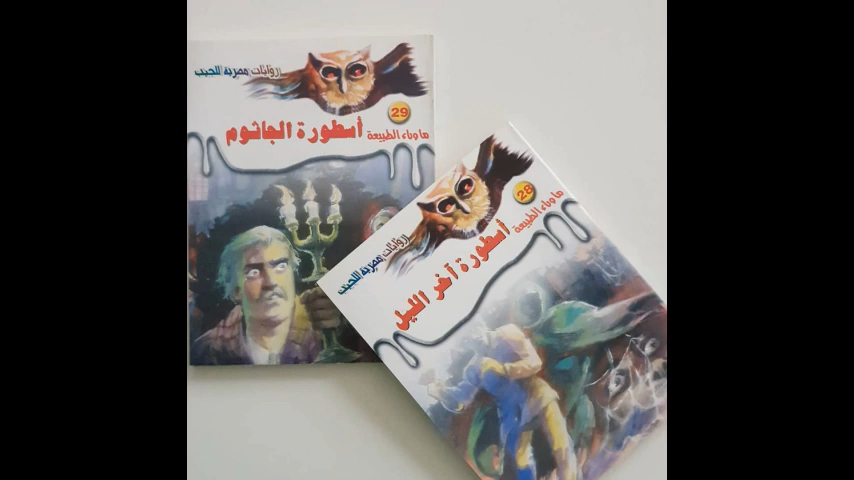 روايات مصرية للجيب
29
ما وراء الطبيعة
أسطورة الجاثوم
روايات مصرية للجيب
28
ما وراء الطبيعة
أسطورة آخر الليل